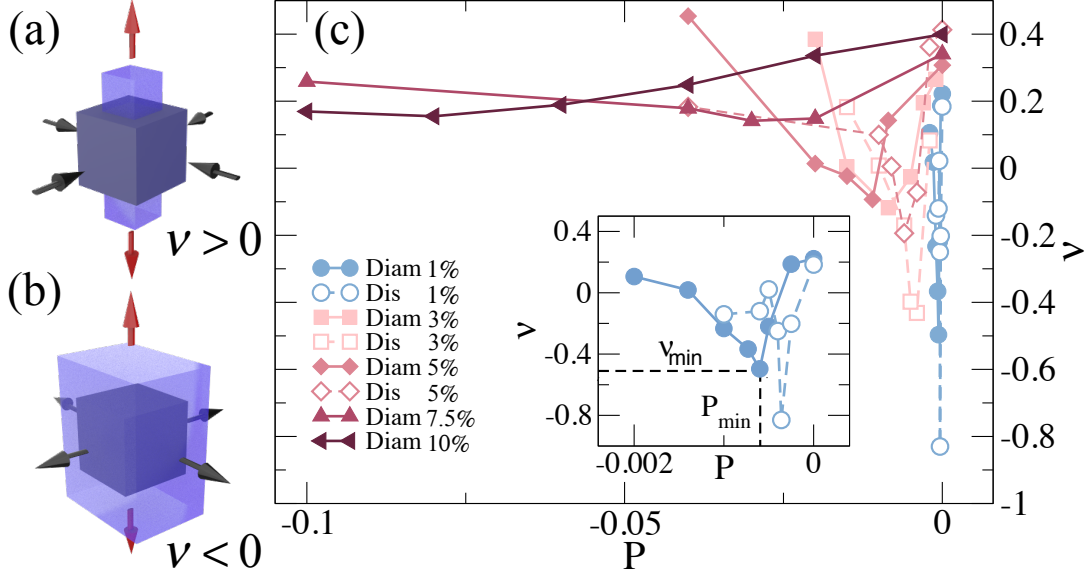 (a)
ν > 0
(b)
ν < 0
(c)
0.4
0.2
0
-0.2
-0.4
-0.6
-0.8
-1
ν
-0.1
-0.05
0
P
Diam 1%
Dis 1%
Diam 3%
Dis 3%
Diam 5%
Dis 5%
Diam 7.5%
Diam 10%
0.4
0
-0.4
-0.8
ν
νmin
Pmin
-0.002
0
P